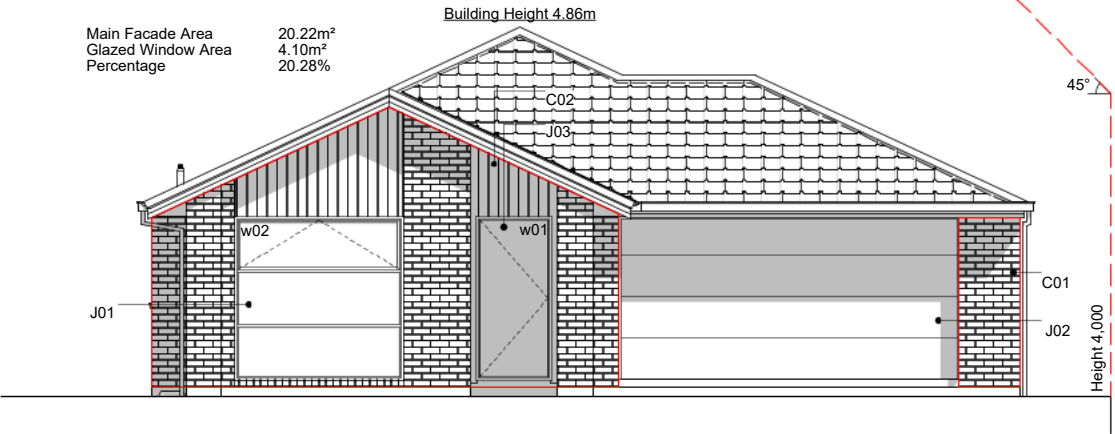 Building Height 4.86m
Main Facade Area 20.22m²
Glazed Window Area 4.10m²
Percentage 20.28%
45°
C02
J03
w02
w01
C01
J01
J02
Height 4,000